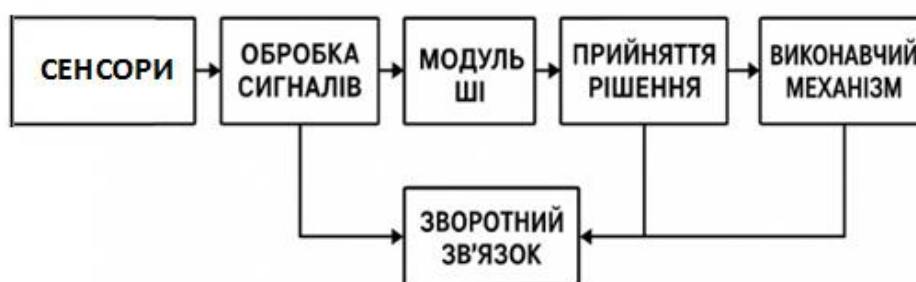 СЕНСОРИ
ОБРОБКА
СИГНАЛІВ
МОДУЛЬ
ШІ
ПРИЙНЯТТЯ
РІШЕННЯ
ВИКОНАВЧИЙ
МЕХАНІЗМ
ЗВОРОТНИЙ
ЗВ'ЯЗОК